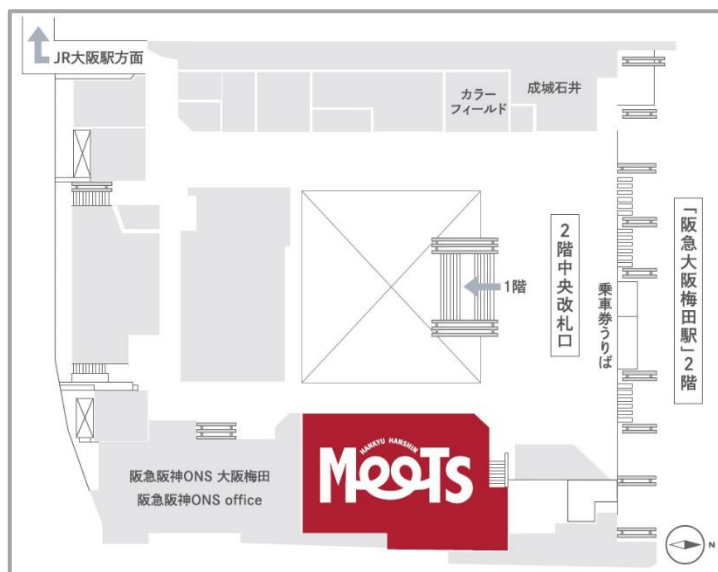 JR大阪駅方面
カラー
フィールド
成城石井
1階
2階中央改札口
乗車券うりば
「阪急大阪梅田駅」2階
阪急阪神ONS 大阪梅田
阪急阪神ONS office
HANKYU HANSHIN
MeeTs
N